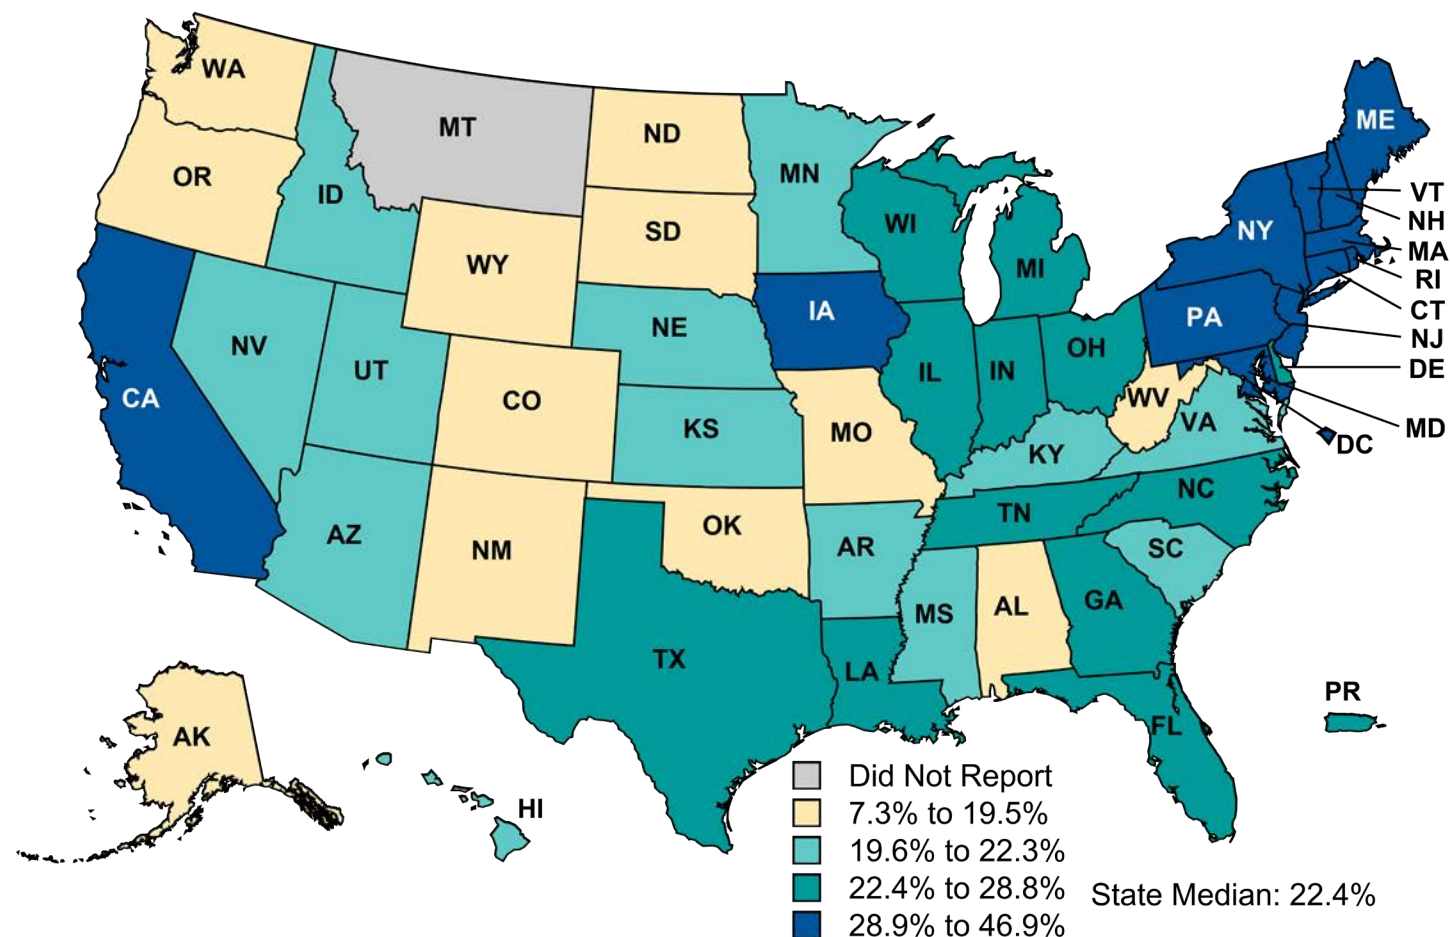 WA
MT
ND
MN
ME
OR
ID
SD
WI
VT
NH
NY
MA
WY
MI
RI
CT
IA
PA
NJ
NE
NV
UT
IL
IN
OH
DE
CO
CA
WV
KS
MO
VA
MD
DC
KY
NC
TN
OK
AZ
NM
AR
SC
MS
AL
GA
TX
LA
PR
FL
AK
HI
Did Not Report
7.3% to 19.5%
19.6% to 22.3%
22.4% to 28.8%
State Median: 22.4%
28.9% to 46.9%